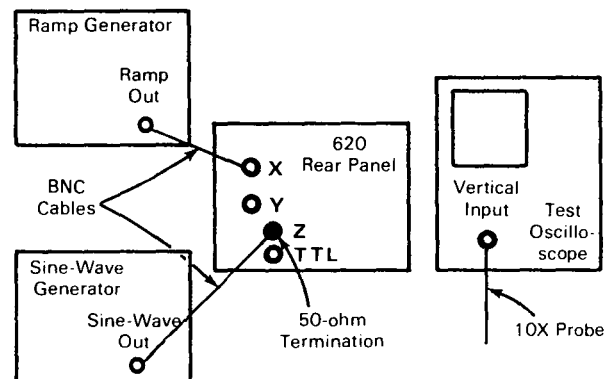 Ramp Generator
Ramp
Out
BNC
Cables
Sine-Wave
Generator
Sine-Wave
Out
620
Rear Panel
X
Y
Z
TTL
50-ohm
Termination
Vertical
Input
Test
Oscillo-
scope
10X Probe